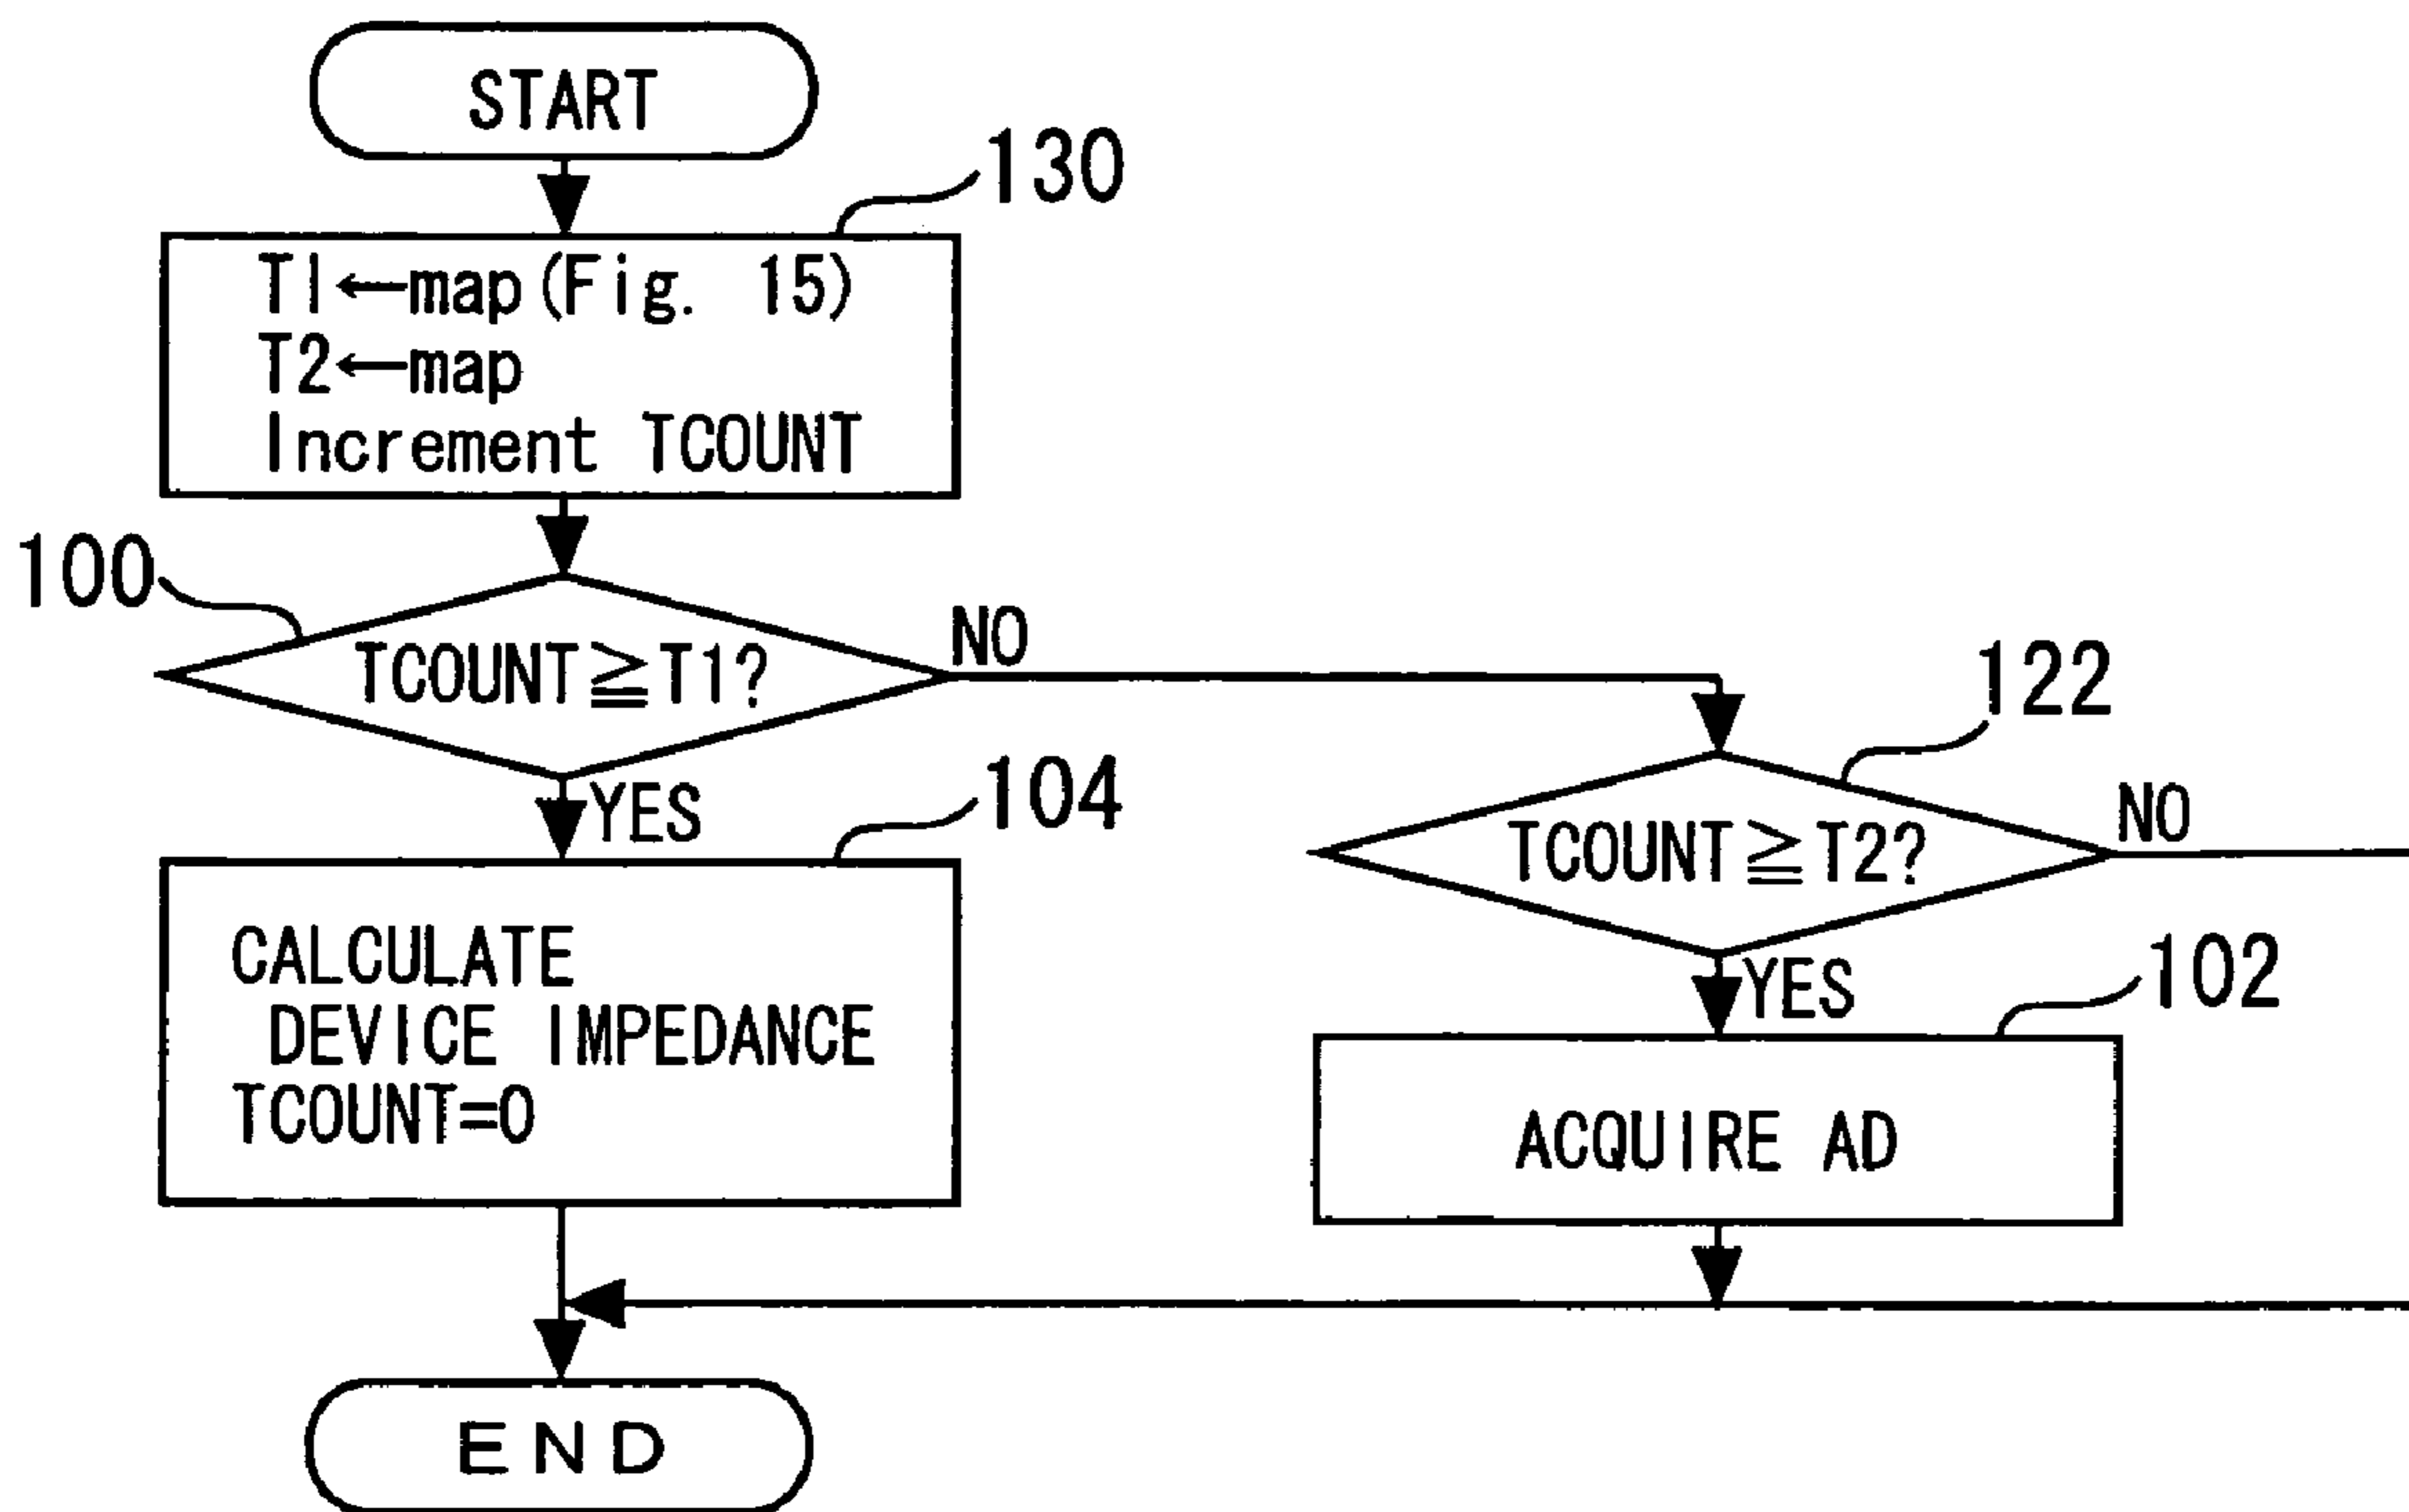 START
130
T1←map(Fig. 15)
T2←map
Increment TCOUNT
100
TCOUNT≧T1?
NO
122
YES
104
TCOUNT≧T2?
NO
CALCULATE
DEVICE IMPEDANCE
TCOUNT=0
YES
102
ACQUIRE AD
END